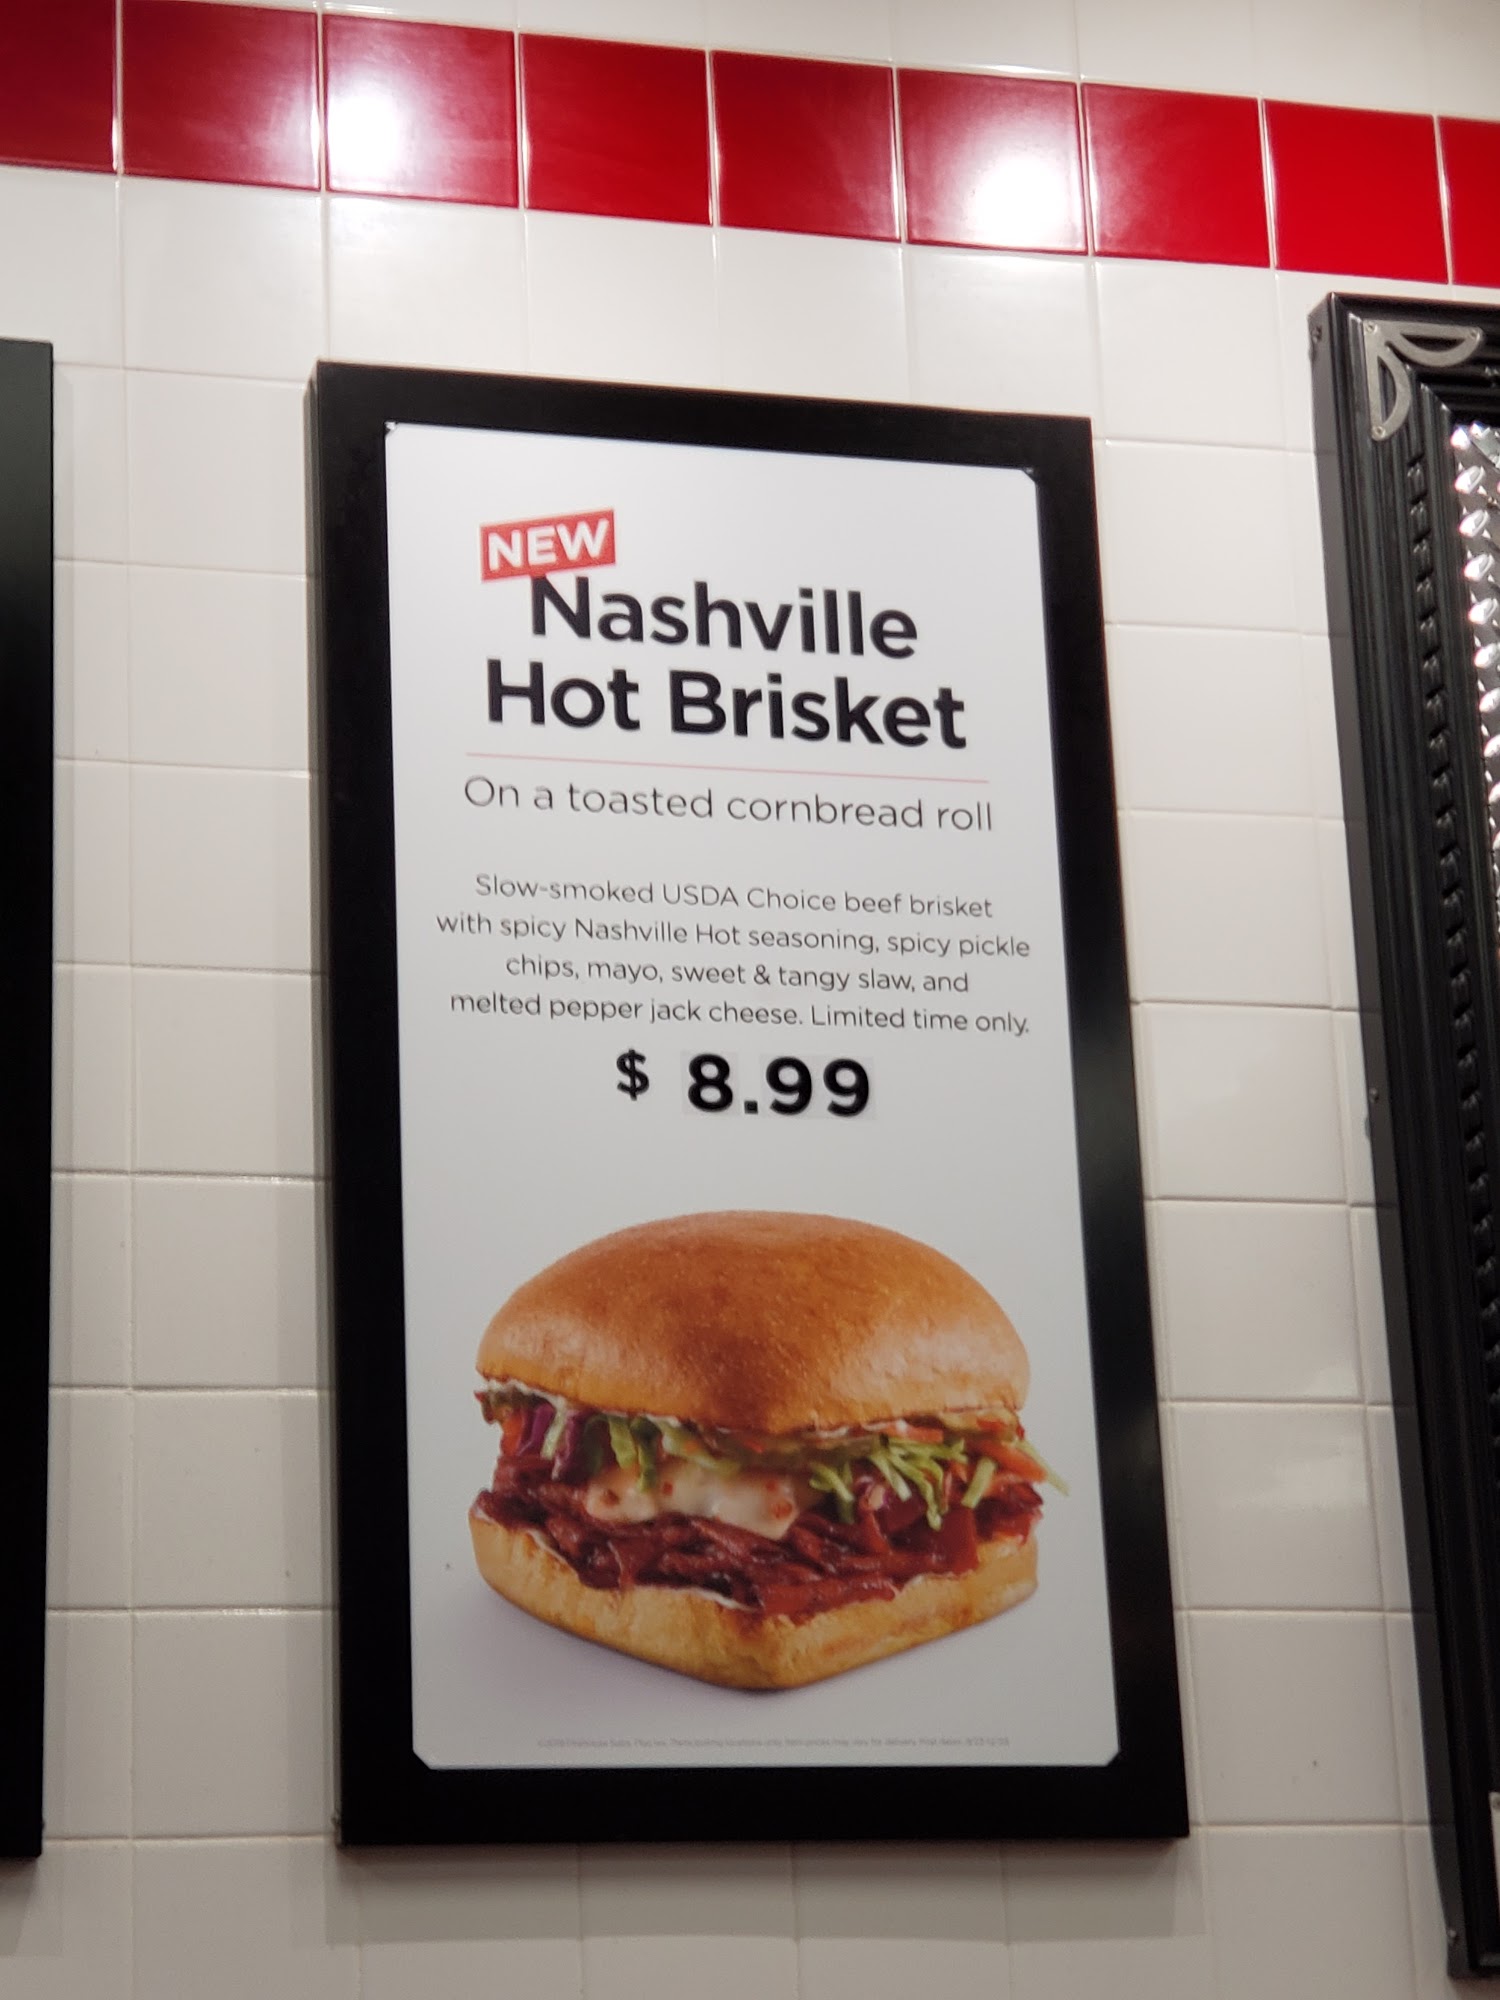 NEW
Nashville
Hot Brisket
On a toasted cornbread roll
Slow-smoked USDA Choice beef brisket
with spicy Nashville Hot seasoning, spicy pickle
chips, mayo, sweet & tangy slaw, and
melted pepper jack cheese. Limited time only.
$ 8.99